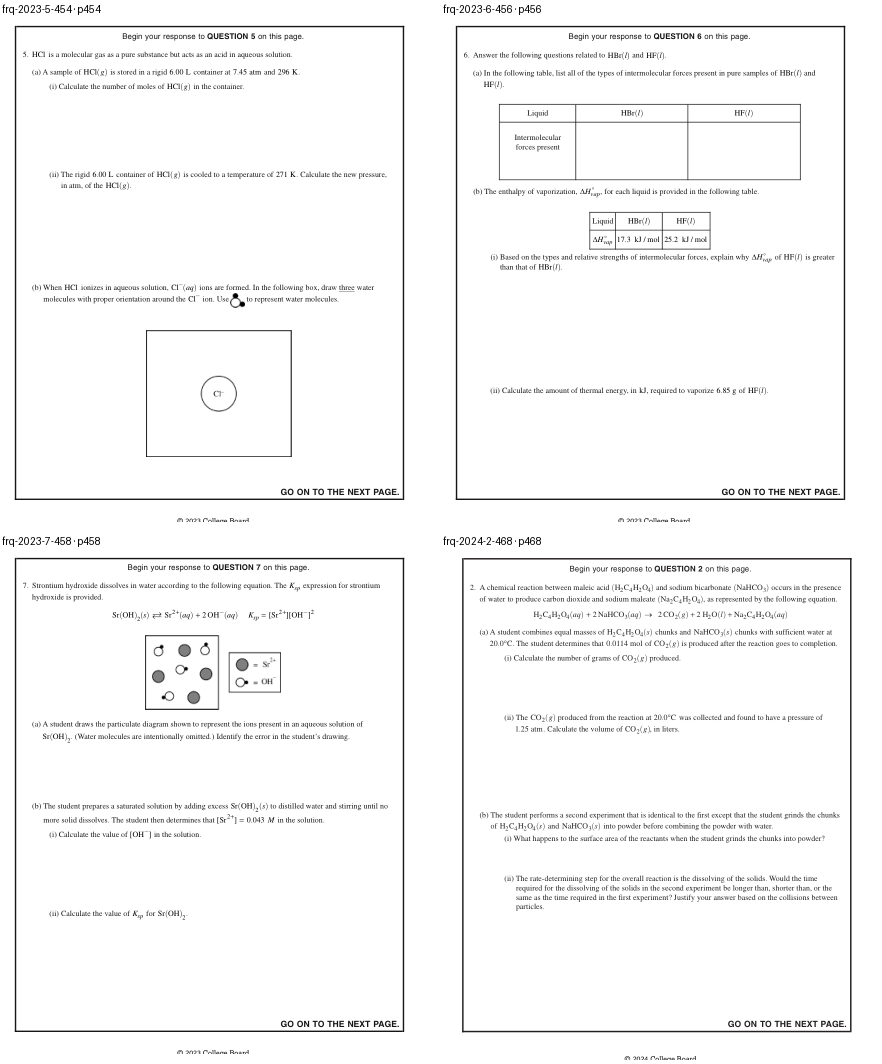 frq-2023-5-454 · p454
Begin your response to QUESTION 5 on this page.
5. HCl is a molecular gas as a pure substance but acts as an acid in aqueous solution.
(a) A sample of HCl(g) is stored in a rigid 6.00 L container at 7.45 atm and 296 K.
(i) Calculate the number of moles of HCl(g) in the container.
(ii) The rigid 6.00 L container of HCl(g) is cooled to a temperature of 271 K. Calculate the new pressure,
in atm, of the HCl(g).
(b) When HCl ionizes in aqueous solution, Cl⁻(aq) ions are formed. In the following box, draw three water
molecules with proper orientation around the Cl⁻ ion. Use to represent water molecules.
Cl⁻
GO ON TO THE NEXT PAGE.
© 2023 College Board
frq-2023-6-456 · p456
Begin your response to QUESTION 6 on this page.
6. Answer the following questions related to HBr(l) and HF(l).
(a) In the following table, list all of the types of intermolecular forces present in pure samples of HBr(l) and
HF(l).
Liquid HBr(l) HF(l)
Intermolecular
forces present
(b) The enthalpy of vaporization, ΔH°vap, for each liquid is provided in the following table.
Liquid HBr(l) HF(l)
ΔH°vap 17.3 kJ/mol 25.2 kJ/mol
(i) Based on the types and relative strengths of intermolecular forces, explain why ΔH°vap of HF(l) is greater
than that of HBr(l).
(ii) Calculate the amount of thermal energy, in kJ, required to vaporize 6.85 g of HF(l).
GO ON TO THE NEXT PAGE.
© 2023 College Board
frq-2023-7-458 · p458
Begin your response to QUESTION 7 on this page.
7. Strontium hydroxide dissolves in water according to the following equation. The Ksp expression for strontium
hydroxide is provided.
Sr(OH)₂(s) ⇄ Sr²⁺(aq) + 2 OH⁻(aq) Ksp = [Sr²⁺][OH⁻]²
= Sr²⁺
= OH⁻
(a) A student draws the particulate diagram shown to represent the ions present in an aqueous solution of
Sr(OH)₂. (Water molecules are intentionally omitted.) Identify the error in the student's drawing.
(b) The student prepares a saturated solution by adding excess Sr(OH)₂(s) to distilled water and stirring until no
more solid dissolves. The student then determines that [Sr²⁺] = 0.043 M in the solution.
(i) Calculate the value of [OH⁻] in the solution.
(ii) Calculate the value of Ksp for Sr(OH)₂.
GO ON TO THE NEXT PAGE.
© 2023 College Board
frq-2024-2-468 · p468
Begin your response to QUESTION 2 on this page.
2. A chemical reaction between maleic acid (H₂C₄H₂O₄) and sodium bicarbonate (NaHCO₃) occurs in the presence
of water to produce carbon dioxide and sodium maleate (Na₂C₄H₂O₄), as represented by the following equation.
H₂C₄H₂O₄(aq) + 2 NaHCO₃(aq) → 2 CO₂(g) + 2 H₂O(l) + Na₂C₄H₂O₄(aq)
(a) A student combines equal masses of H₂C₄H₂O₄(s) chunks and NaHCO₃(s) chunks with sufficient water at
20.0°C. The student determines that 0.0114 mol of CO₂(g) is produced after the reaction goes to completion.
(i) Calculate the number of grams of CO₂(g) produced.
(ii) The CO₂(g) produced from the reaction at 20.0°C was collected and found to have a pressure of
1.25 atm. Calculate the volume of CO₂(g), in liters.
(b) The student performs a second experiment that is identical to the first except that the student grinds the chunks
of H₂C₄H₂O₄(s) and NaHCO₃(s) into powder before combining the powder with water.
(i) What happens to the surface area of the reactants when the student grinds the chunks into powder?
(ii) The rate-determining step for the overall reaction is the dissolving of the solids. Would the time
required for the dissolving of the solids in the second experiment be longer than, shorter than, or the
same as the time required in the first experiment? Justify your answer based on the collisions between
particles.
GO ON TO THE NEXT PAGE.
© 2024 College Board